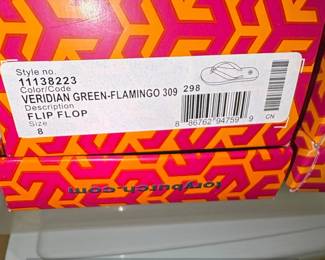 Style no.
11138223
Color/Code
VERIDIAN GREEN-FLAMINGO 309 298
Description
FLIP FLOP
Size
8
8 86762 94759 9 CN
toryburch.com